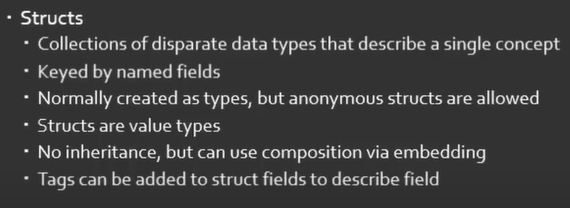 Structs
Collections of disparate data types that describe a single concept
Keyed by named fields
Normally created as types, but anonymous structs are allowed
Structs are value types
No inheritance, but can use composition via embedding
Tags can be added to struct fields to describe field